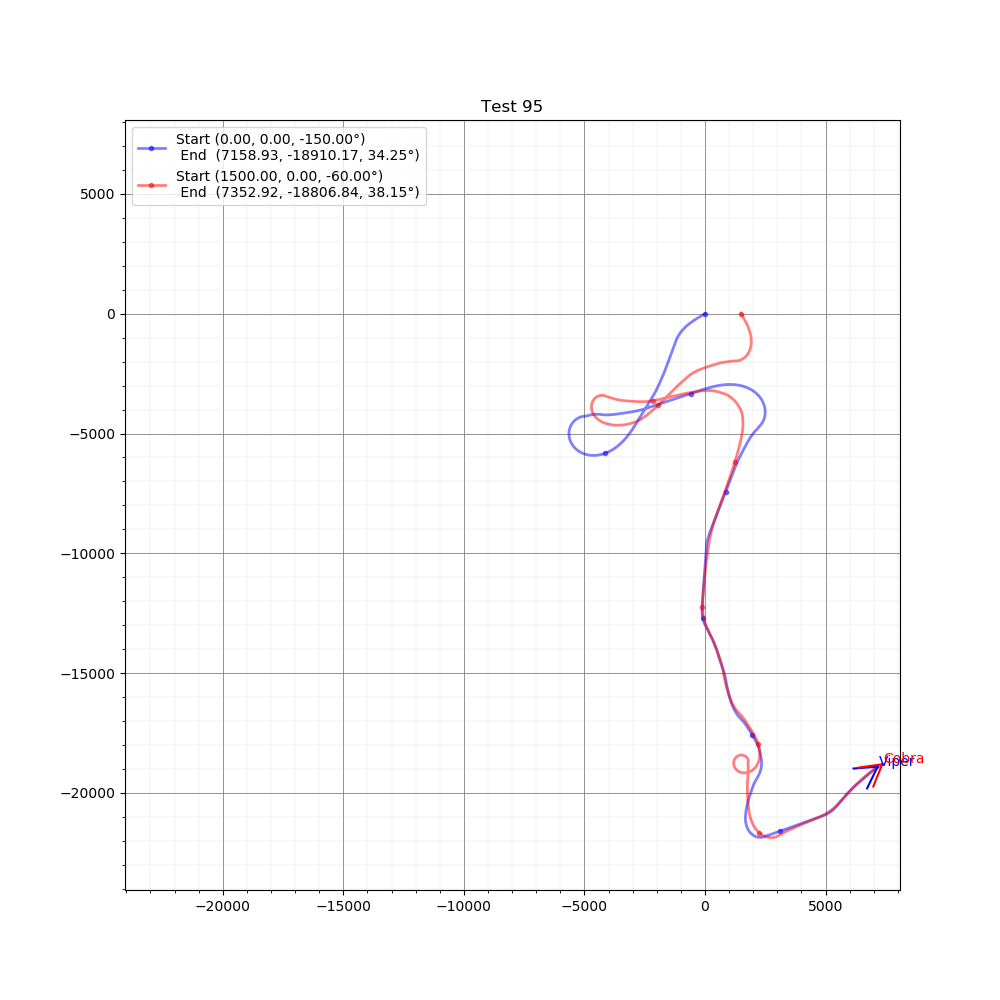 Test 95
Start (0.00, 0.00, -150.00°)
End (7158.93, -18910.17, 34.25°)
Start (1500.00, 0.00, -60.00°)
End (7352.92, -18806.84, 38.15°)
5000
0
−5000
−10000
−15000
−20000
Cobra
Viper
−20000
−15000
−10000
−5000
0
5000